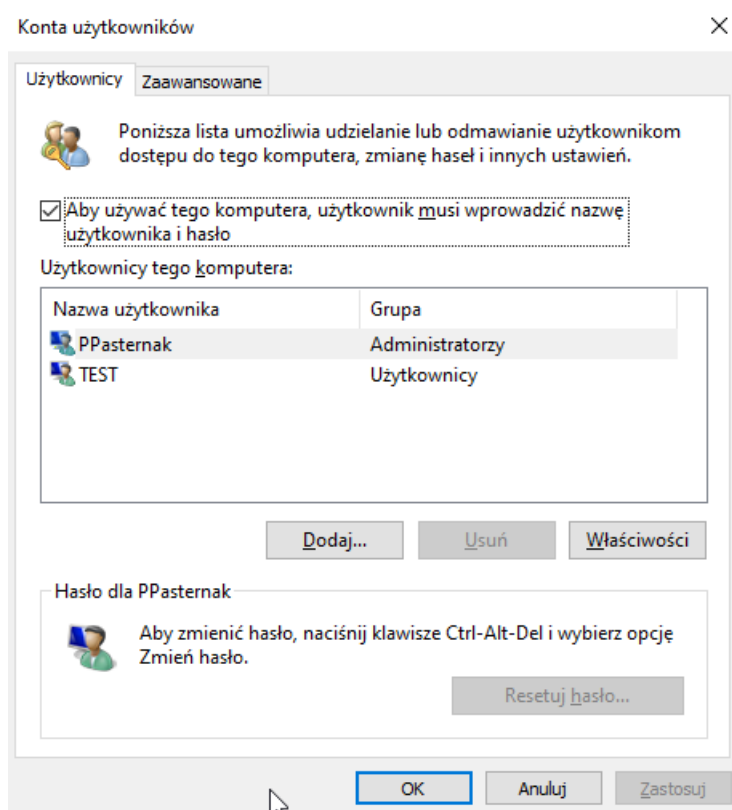 Konta użytkowników
Użytkownicy
Zaawansowane
Poniższa lista umożliwia udzielanie lub odmawianie użytkownikom
dostępu do tego komputera, zmianę haseł i innych ustawień.
Aby używać tego komputera, użytkownik musi wprowadzić nazwę
użytkownika i hasło
Użytkownicy tego komputera:
Nazwa użytkownika Grupa
PPasternak Administratorzy
TEST Użytkownicy
Dodaj... Usuń Właściwości
Hasło dla PPasternak
Aby zmienić hasło, naciśnij klawisze Ctrl-Alt-Del i wybierz opcję
Zmień hasło.
Resetuj hasło...
OK Anuluj Zastosuj